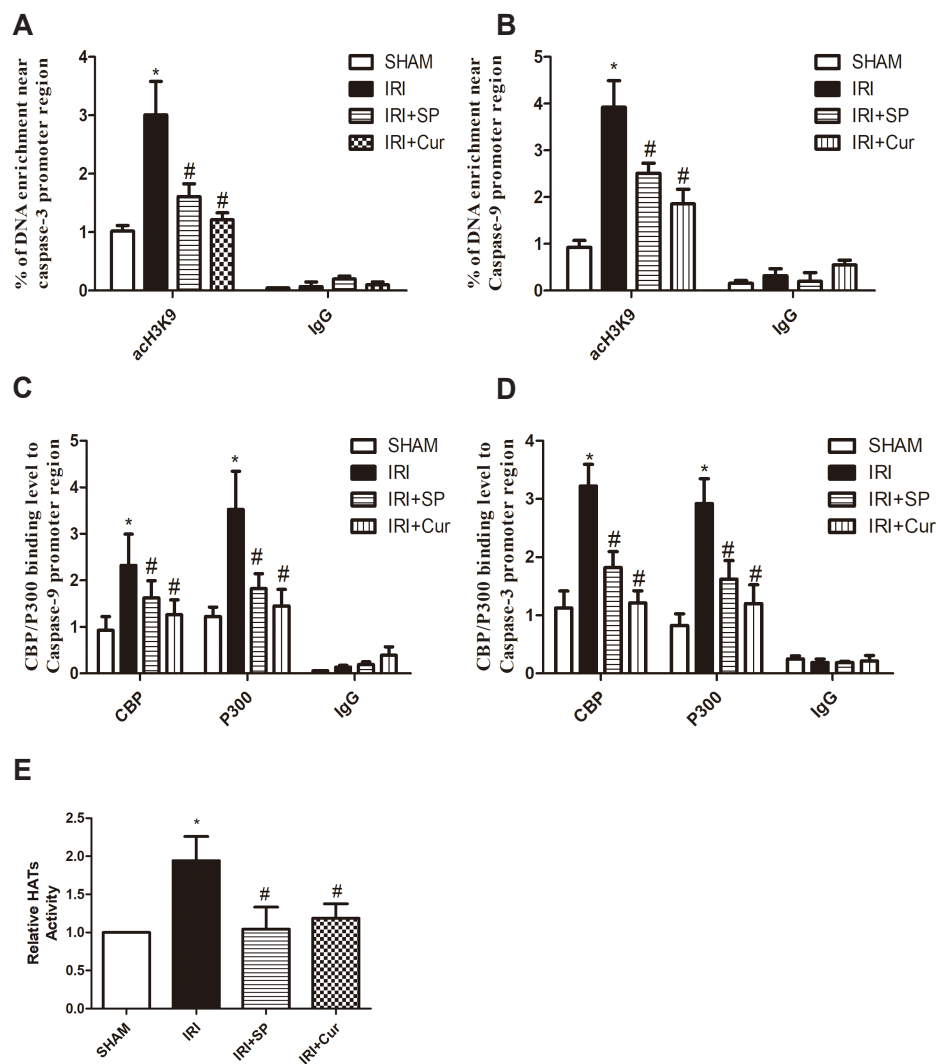 A
% of DNA enrichment near
caspase-3 promoter region
4
3
2
1
0
*
#
#
acH3K9
IgG
SHAM
IRI
IRI+SP
IRI+Cur
B
% of DNA enrichment near
Caspase-9 promoter region
5
4
3
2
1
0
*
#
#
acH3K9
IgG
SHAM
IRI
IRI+SP
IRI+Cur
C
CBP/P300 binding level to
Caspase-9 promoter region
5
4
3
2
1
0
*
#
#
*
#
#
CBP
P300
IgG
SHAM
IRI
IRI+SP
IRI+Cur
D
CBP/P300 binding level to
Caspase-3 promoter region
4
3
2
1
0
*
#
#
*
#
#
CBP
P300
IgG
SHAM
IRI
IRI+SP
IRI+Cur
E
Relative HATs
Activity
2.5
2.0
1.5
1.0
0.5
0.0
*
#
#
SHAM
IRI
IRI+SP
IRI+Cur